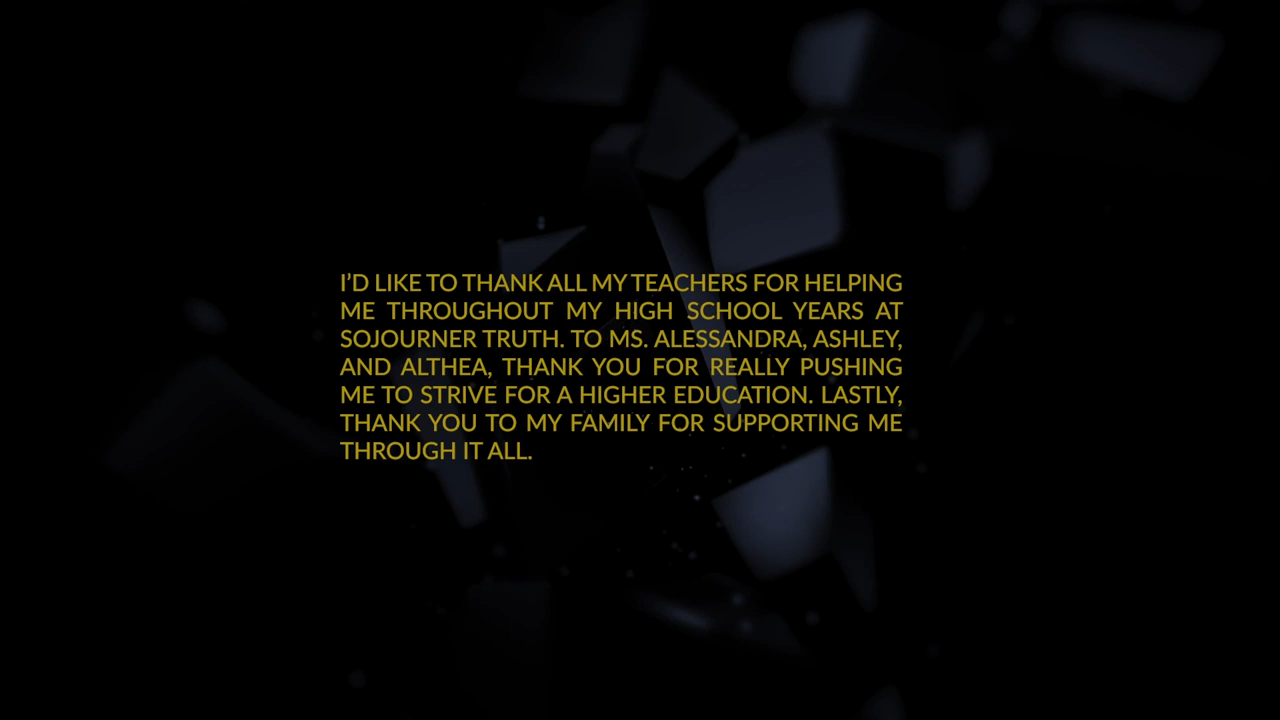 I’D LIKE TO THANK ALL MY TEACHERS FOR HELPING
ME THROUGHOUT MY HIGH SCHOOL YEARS AT
SOJOURNER TRUTH. TO MS. ALESSANDRA, ASHLEY,
AND ALTHEA, THANK YOU FOR REALLY PUSHING
ME TO STRIVE FOR A HIGHER EDUCATION. LASTLY,
THANK YOU TO MY FAMILY FOR SUPPORTING ME
THROUGH IT ALL.